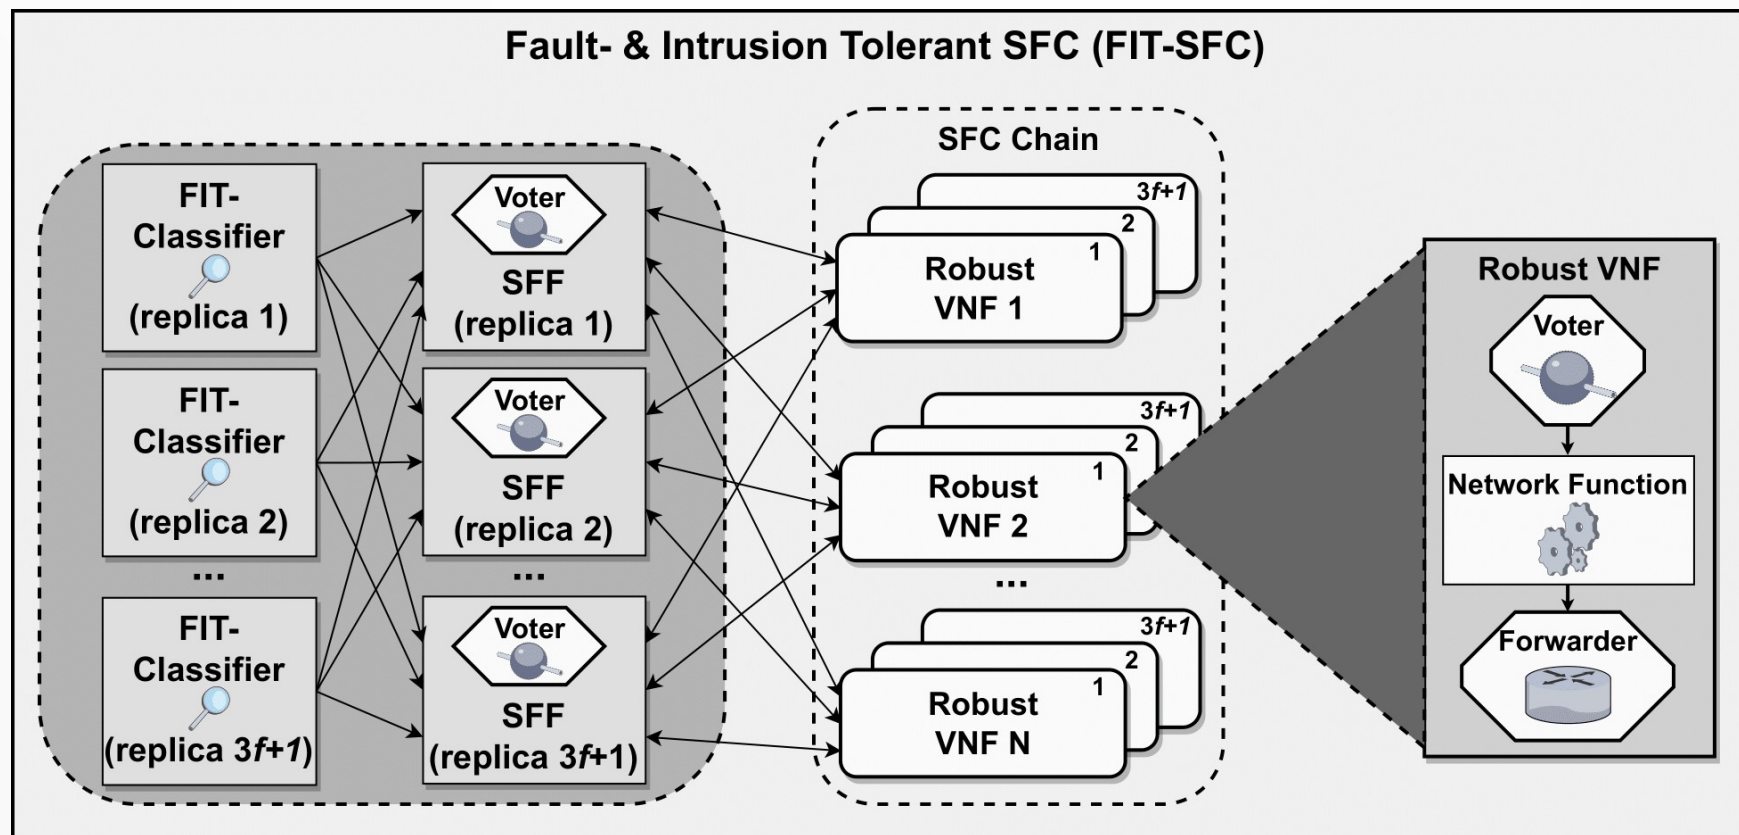 Fault- & Intrusion Tolerant SFC (FIT-SFC)
FIT-
Classifier
(replica 1)
FIT-
Classifier
(replica 2)
...
FIT-
Classifier
(replica 3f+1)
Voter
SFF
(replica 1)
Voter
SFF
(replica 2)
...
Voter
SFF
(replica 3f+1)
SFC Chain
3f+1
2
1
Robust
VNF 1
3f+1
2
1
Robust
VNF 2
...
3f+1
2
1
Robust
VNF N
Robust VNF
Voter
Network Function
Forwarder